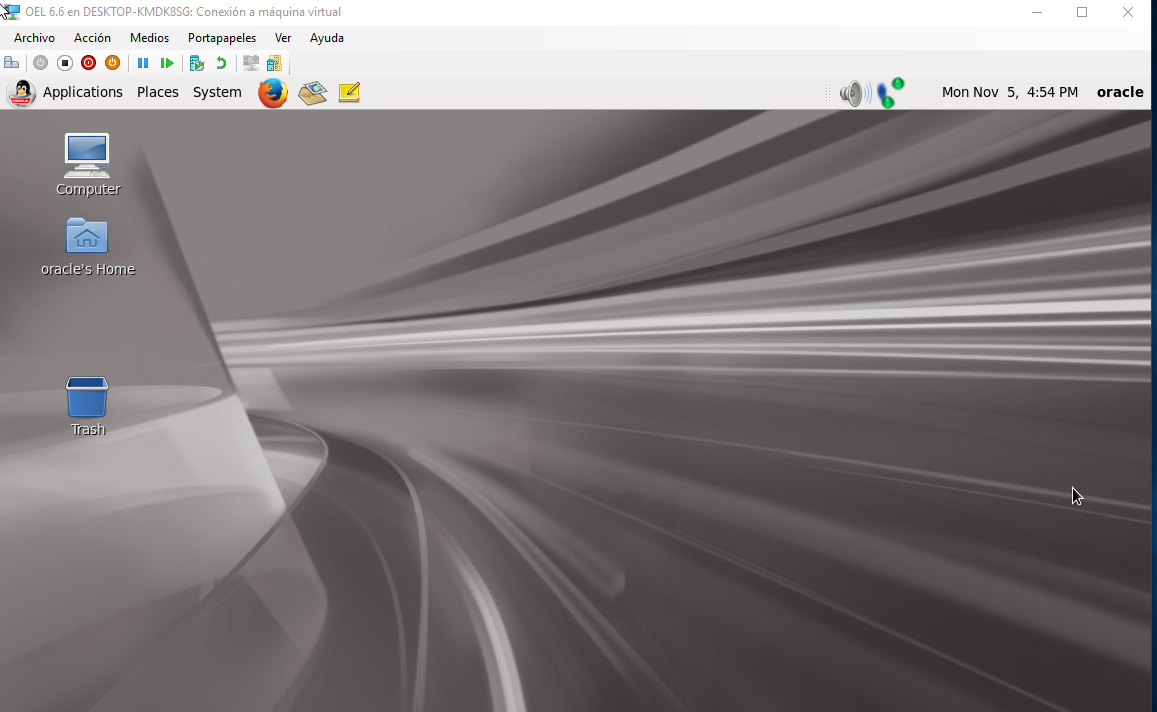 OEL 6.6 en DESKTOP-KMDK8SG: Conexión a máquina virtual
Archivo Acción Medios Portapapeles Ver Ayuda
Applications Places System Mon Nov 5, 4:54 PM oracle
Computer
oracle's Home
Trash